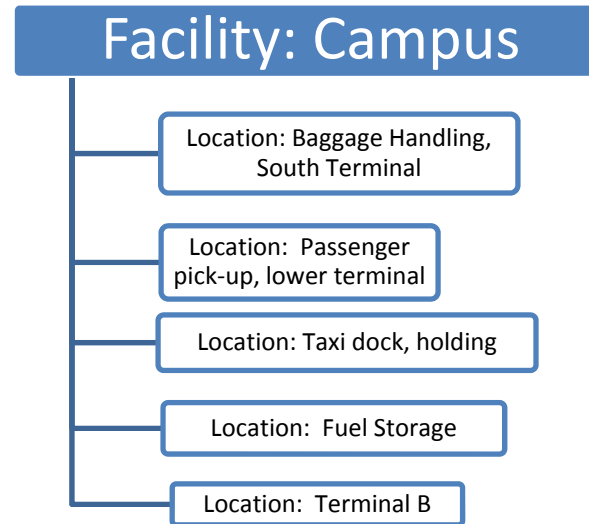 Facility: Campus
Location: Baggage Handling,
South Terminal
Location:  Passenger
pick-up, lower terminal
Location: Taxi dock, holding
Location:  Fuel Storage
Location:  Terminal B